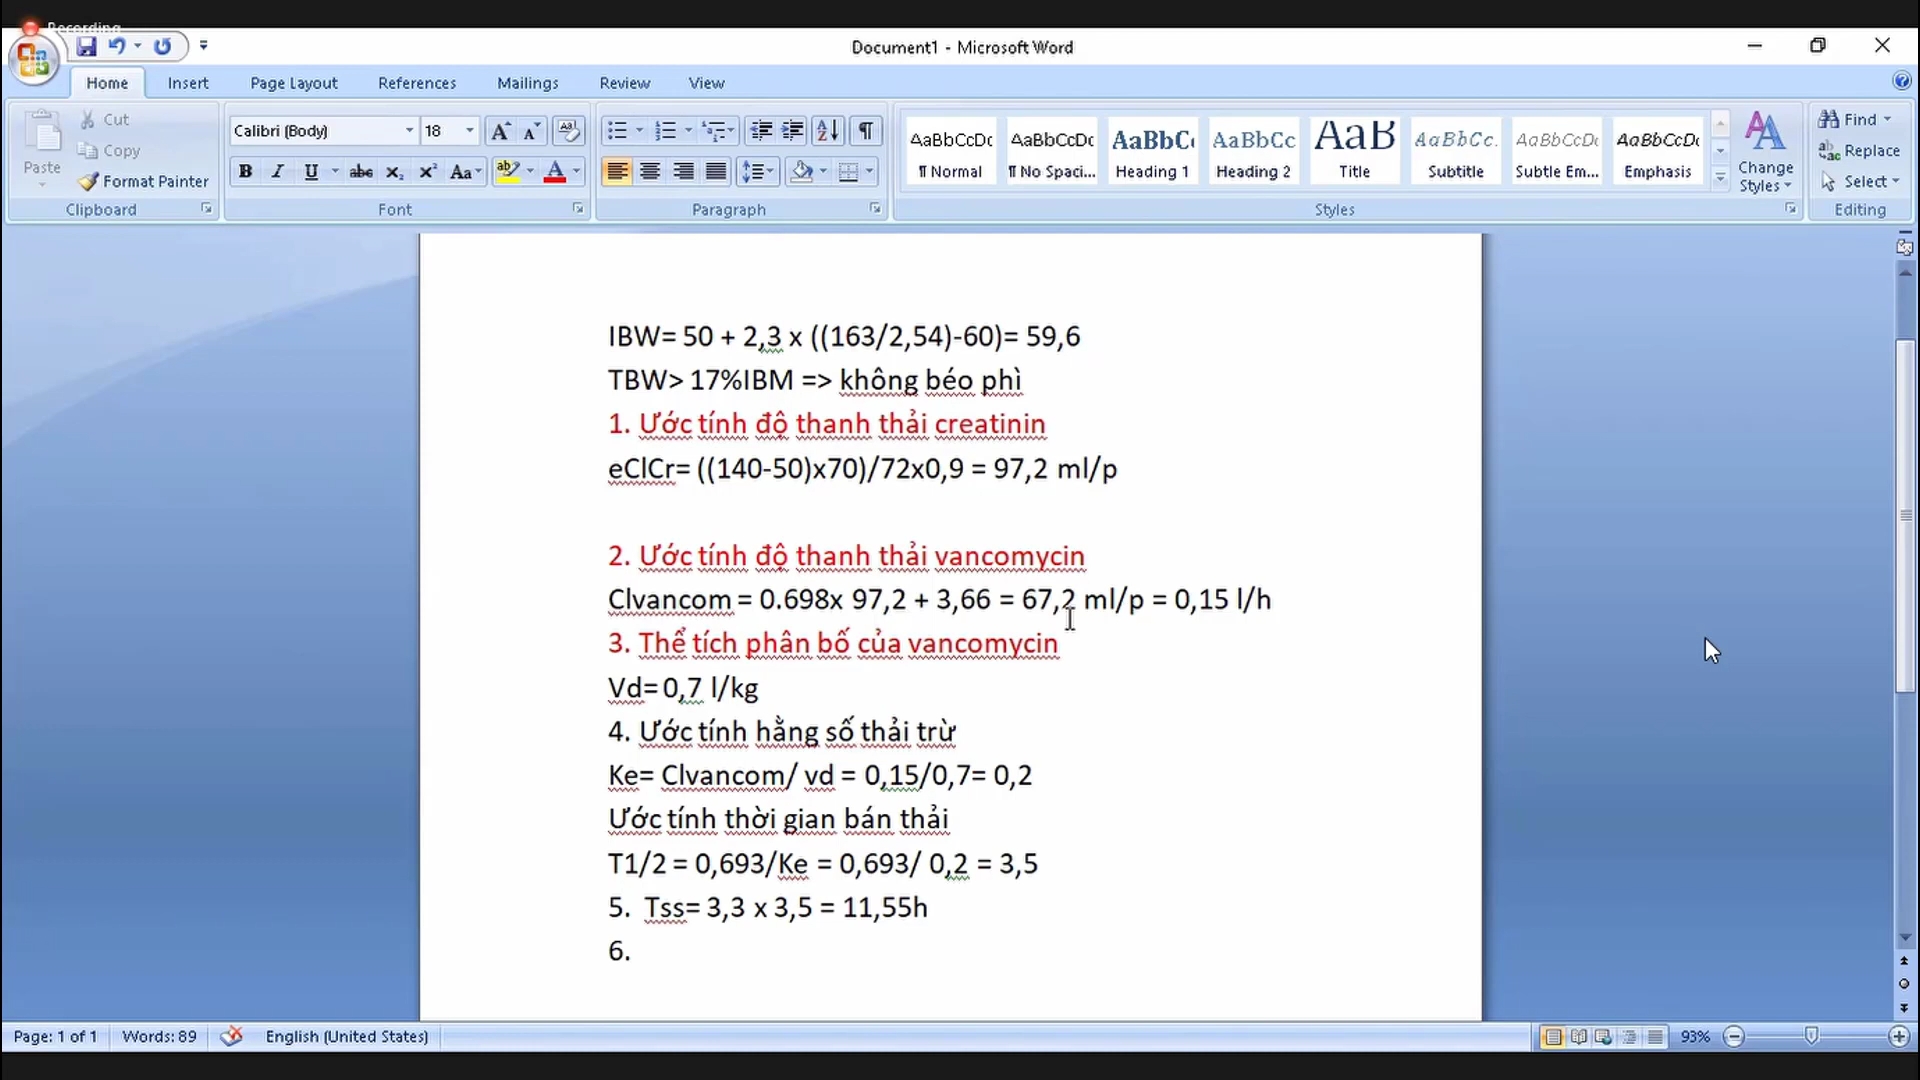 Recording
Document1 - Microsoft Word
Home Insert Page Layout References Mailings Review View
Paste
Cut
Copy
Format Painter
Clipboard
Calibri (Body) 18
Font
Paragraph
AaBbCcDc AaBbCcDc AaBbC( AaBbCc AaB AaBbCc. AaBbCcDc AaBbCcDc
¶ Normal ¶ No Spaci... Heading 1 Heading 2 Title Subtitle Subtle Em... Emphasis
Change Styles
Styles
Find
Replace
Select
Editing
IBW= 50 + 2,3 x ((163/2,54)-60)= 59,6
TBW> 17%IBM => không béo phì
1. Ước tính độ thanh thải creatinin
eClCr= ((140-50)x70)/72x0,9 = 97,2 ml/p
2. Ước tính độ thanh thải vancomycin
Clvancom = 0.698x 97,2 + 3,66 = 67,2 ml/p = 0,15 l/h
3. Thể tích phân bố của vancomycin
Vd= 0,7 l/kg
4. Ước tính hằng số thải trừ
Ke= Clvancom/ vd = 0,15/0,7= 0,2
Ước tính thời gian bán thải
T1/2 = 0,693/Ke = 0,693/ 0,2 = 3,5
5. Tss= 3,3 x 3,5 = 11,55h
6.
Page: 1 of 1 Words: 89 English (United States) 93%